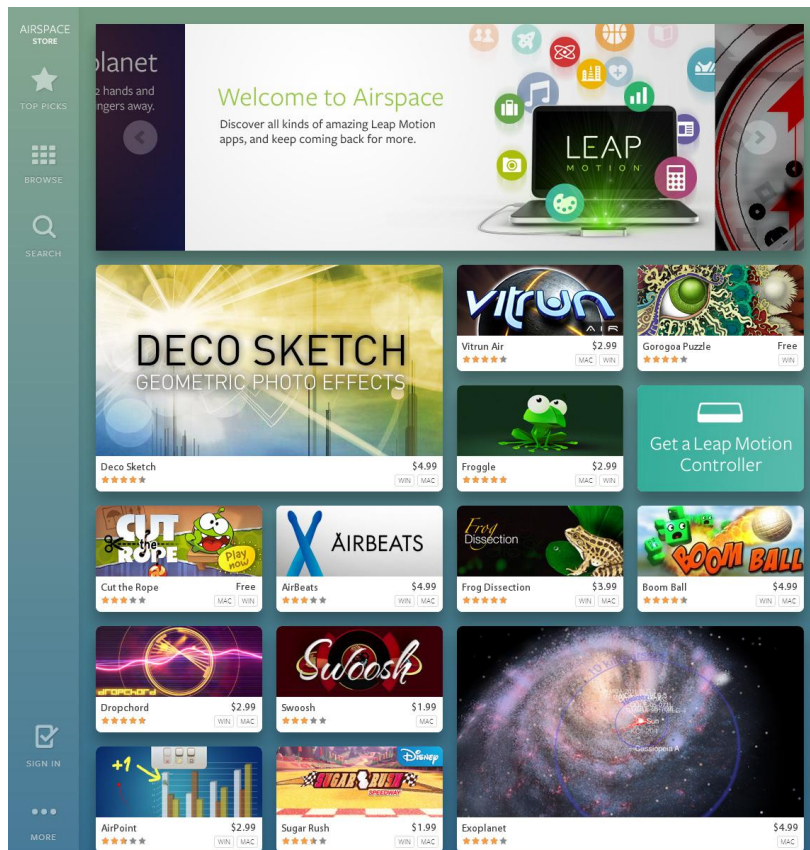 AIRSPACE
STORE
TOP PICKS
BROWSE
SEARCH
SIGN IN
MORE
planet
2 hands and
ngers away.
Welcome to Airspace
Discover all kinds of amazing Leap Motion
apps, and keep coming back for more.
LEAP
MOTION
DECO SKETCH
GEOMETRIC PHOTO EFFECTS
Deco Sketch $4.99
WIN MAC
VITRUN
AIR
Vitrun Air $2.99
MAC WIN
Gorogoa Puzzle Free
WIN
Froggle $2.99
MAC WIN
Get a Leap Motion
Controller
CUT
the
ROPE
Play
now
Cut the Rope Free
MAC WIN
AIRBEATS
AirBeats $4.99
WIN MAC
Frog
Dissection
Frog Dissection $3.99
WIN MAC
BOOM BALL
Boom Ball $4.99
WIN MAC
dropchord
Dropchord $2.99
WIN MAC
Swoosh
Swoosh $1.99
MAC
Sun
Cassiopeia A
Exoplanet $4.99
MAC
+1
AirPoint $2.99
WIN MAC
Disney
SUGAR RUSH
SPEEDWAY
Sugar Rush $1.99
WIN MAC